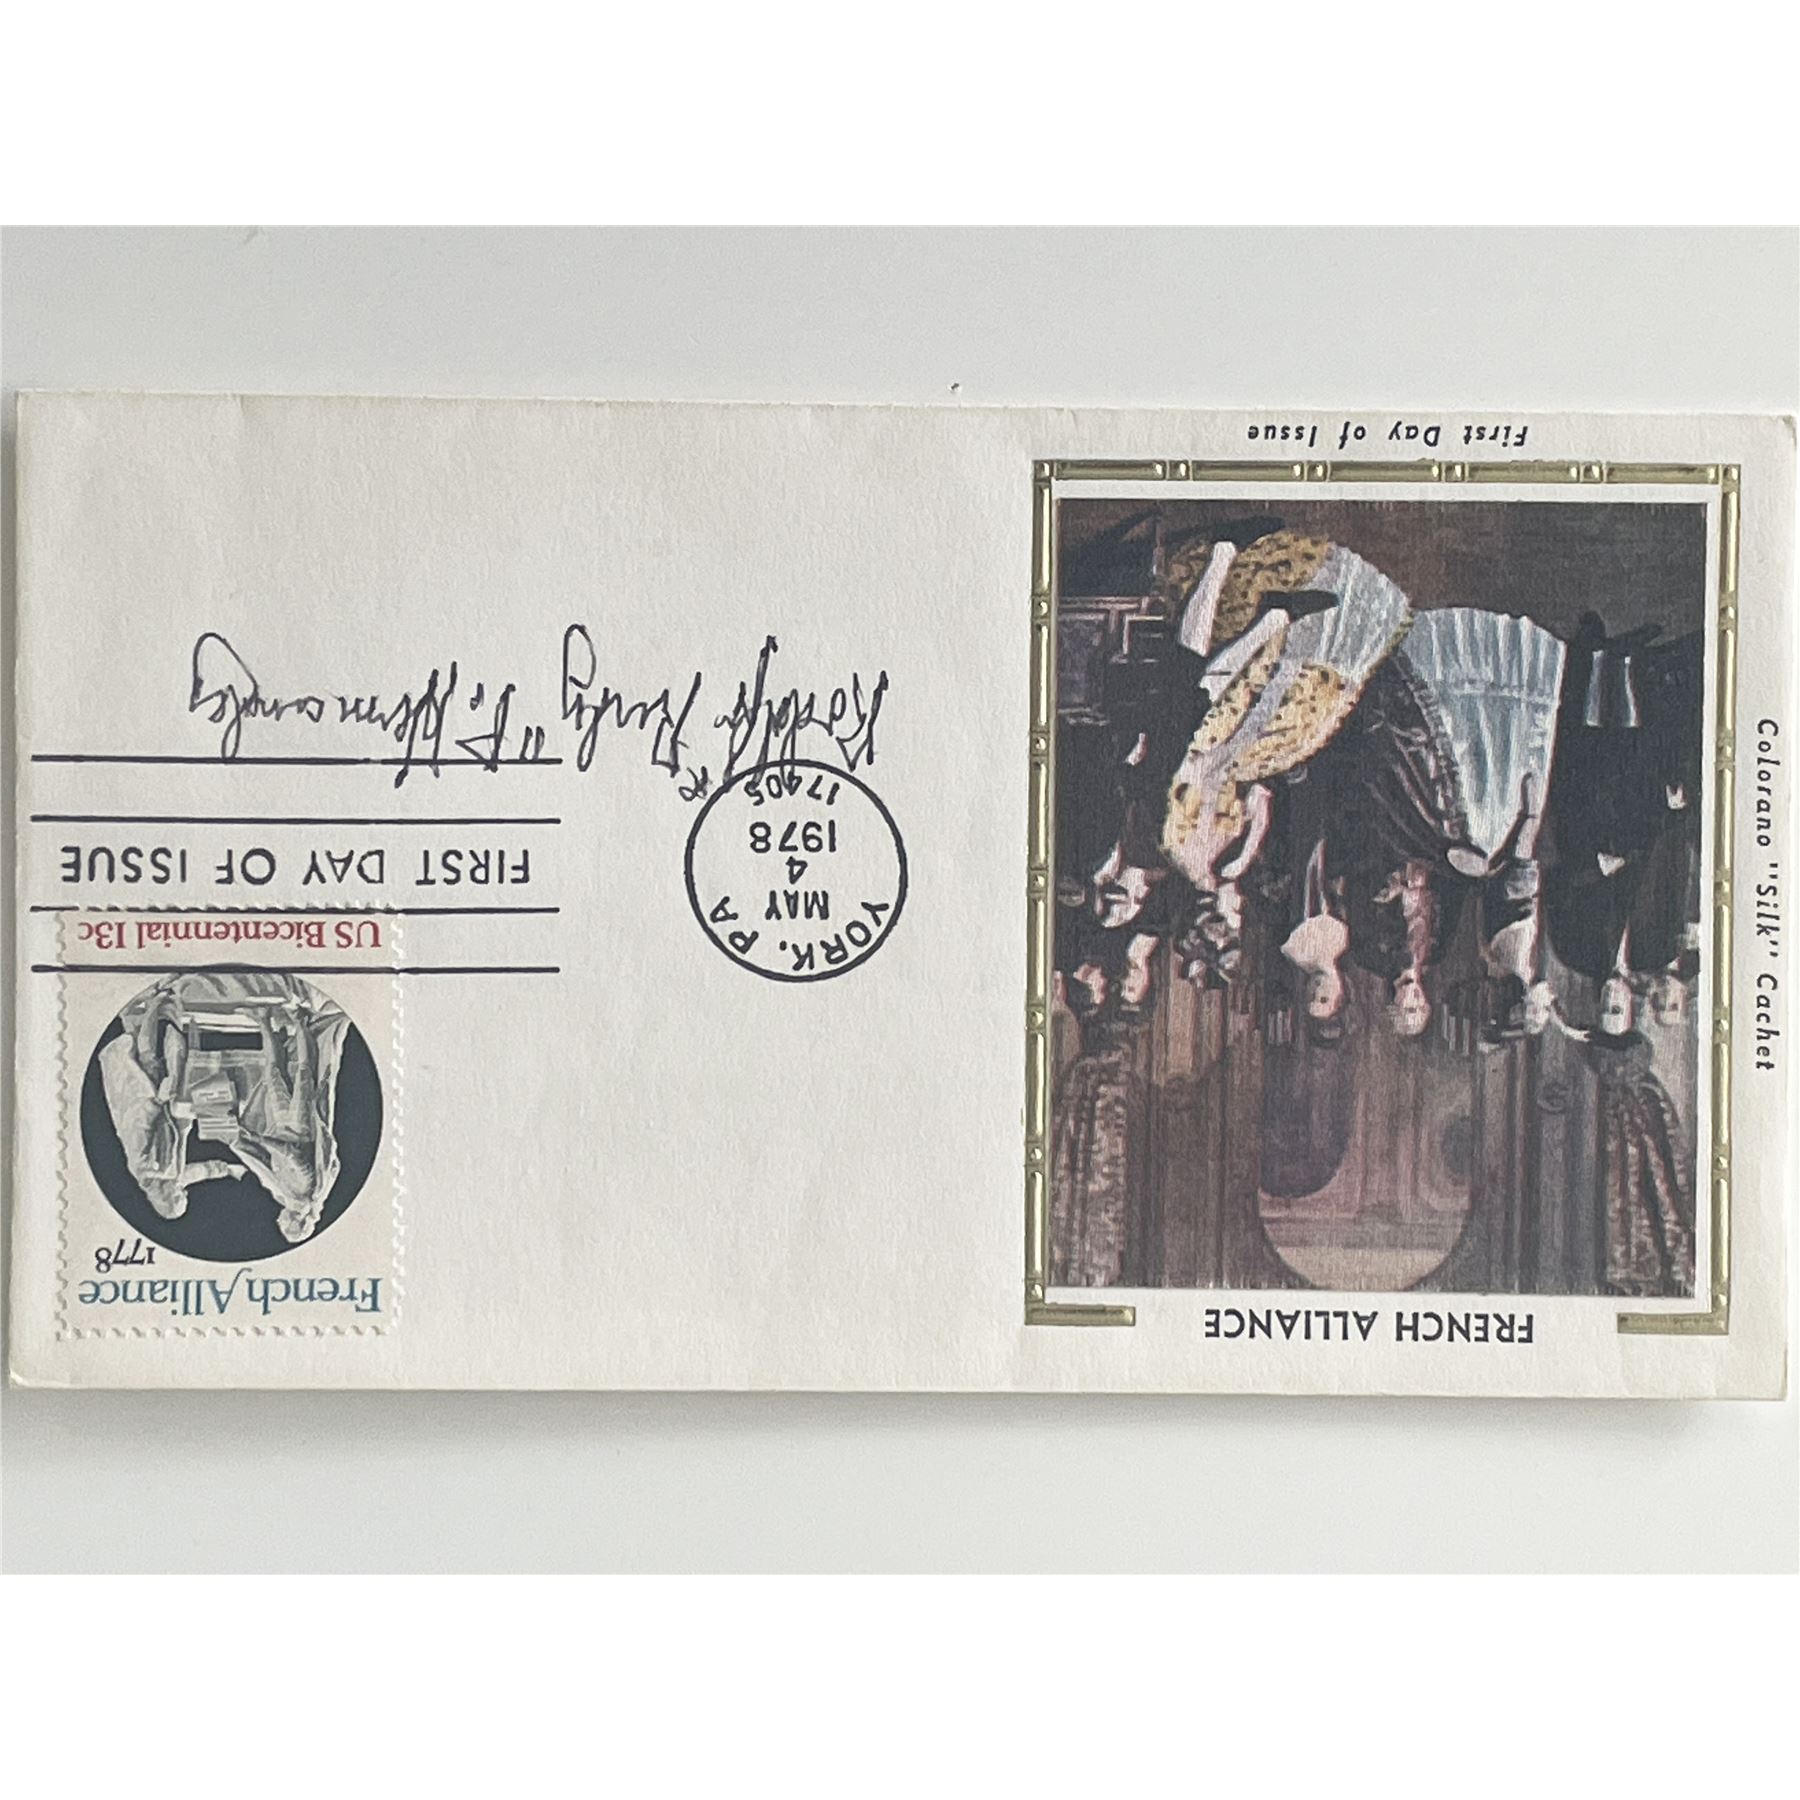 FRENCH ALLIANCE
Colorano "Silk" Cachet
First Day of Issue
French Alliance
1778
US Bicentennial 13c
YORK, PA
MAY
4
1978
17405
FIRST DAY OF ISSUE